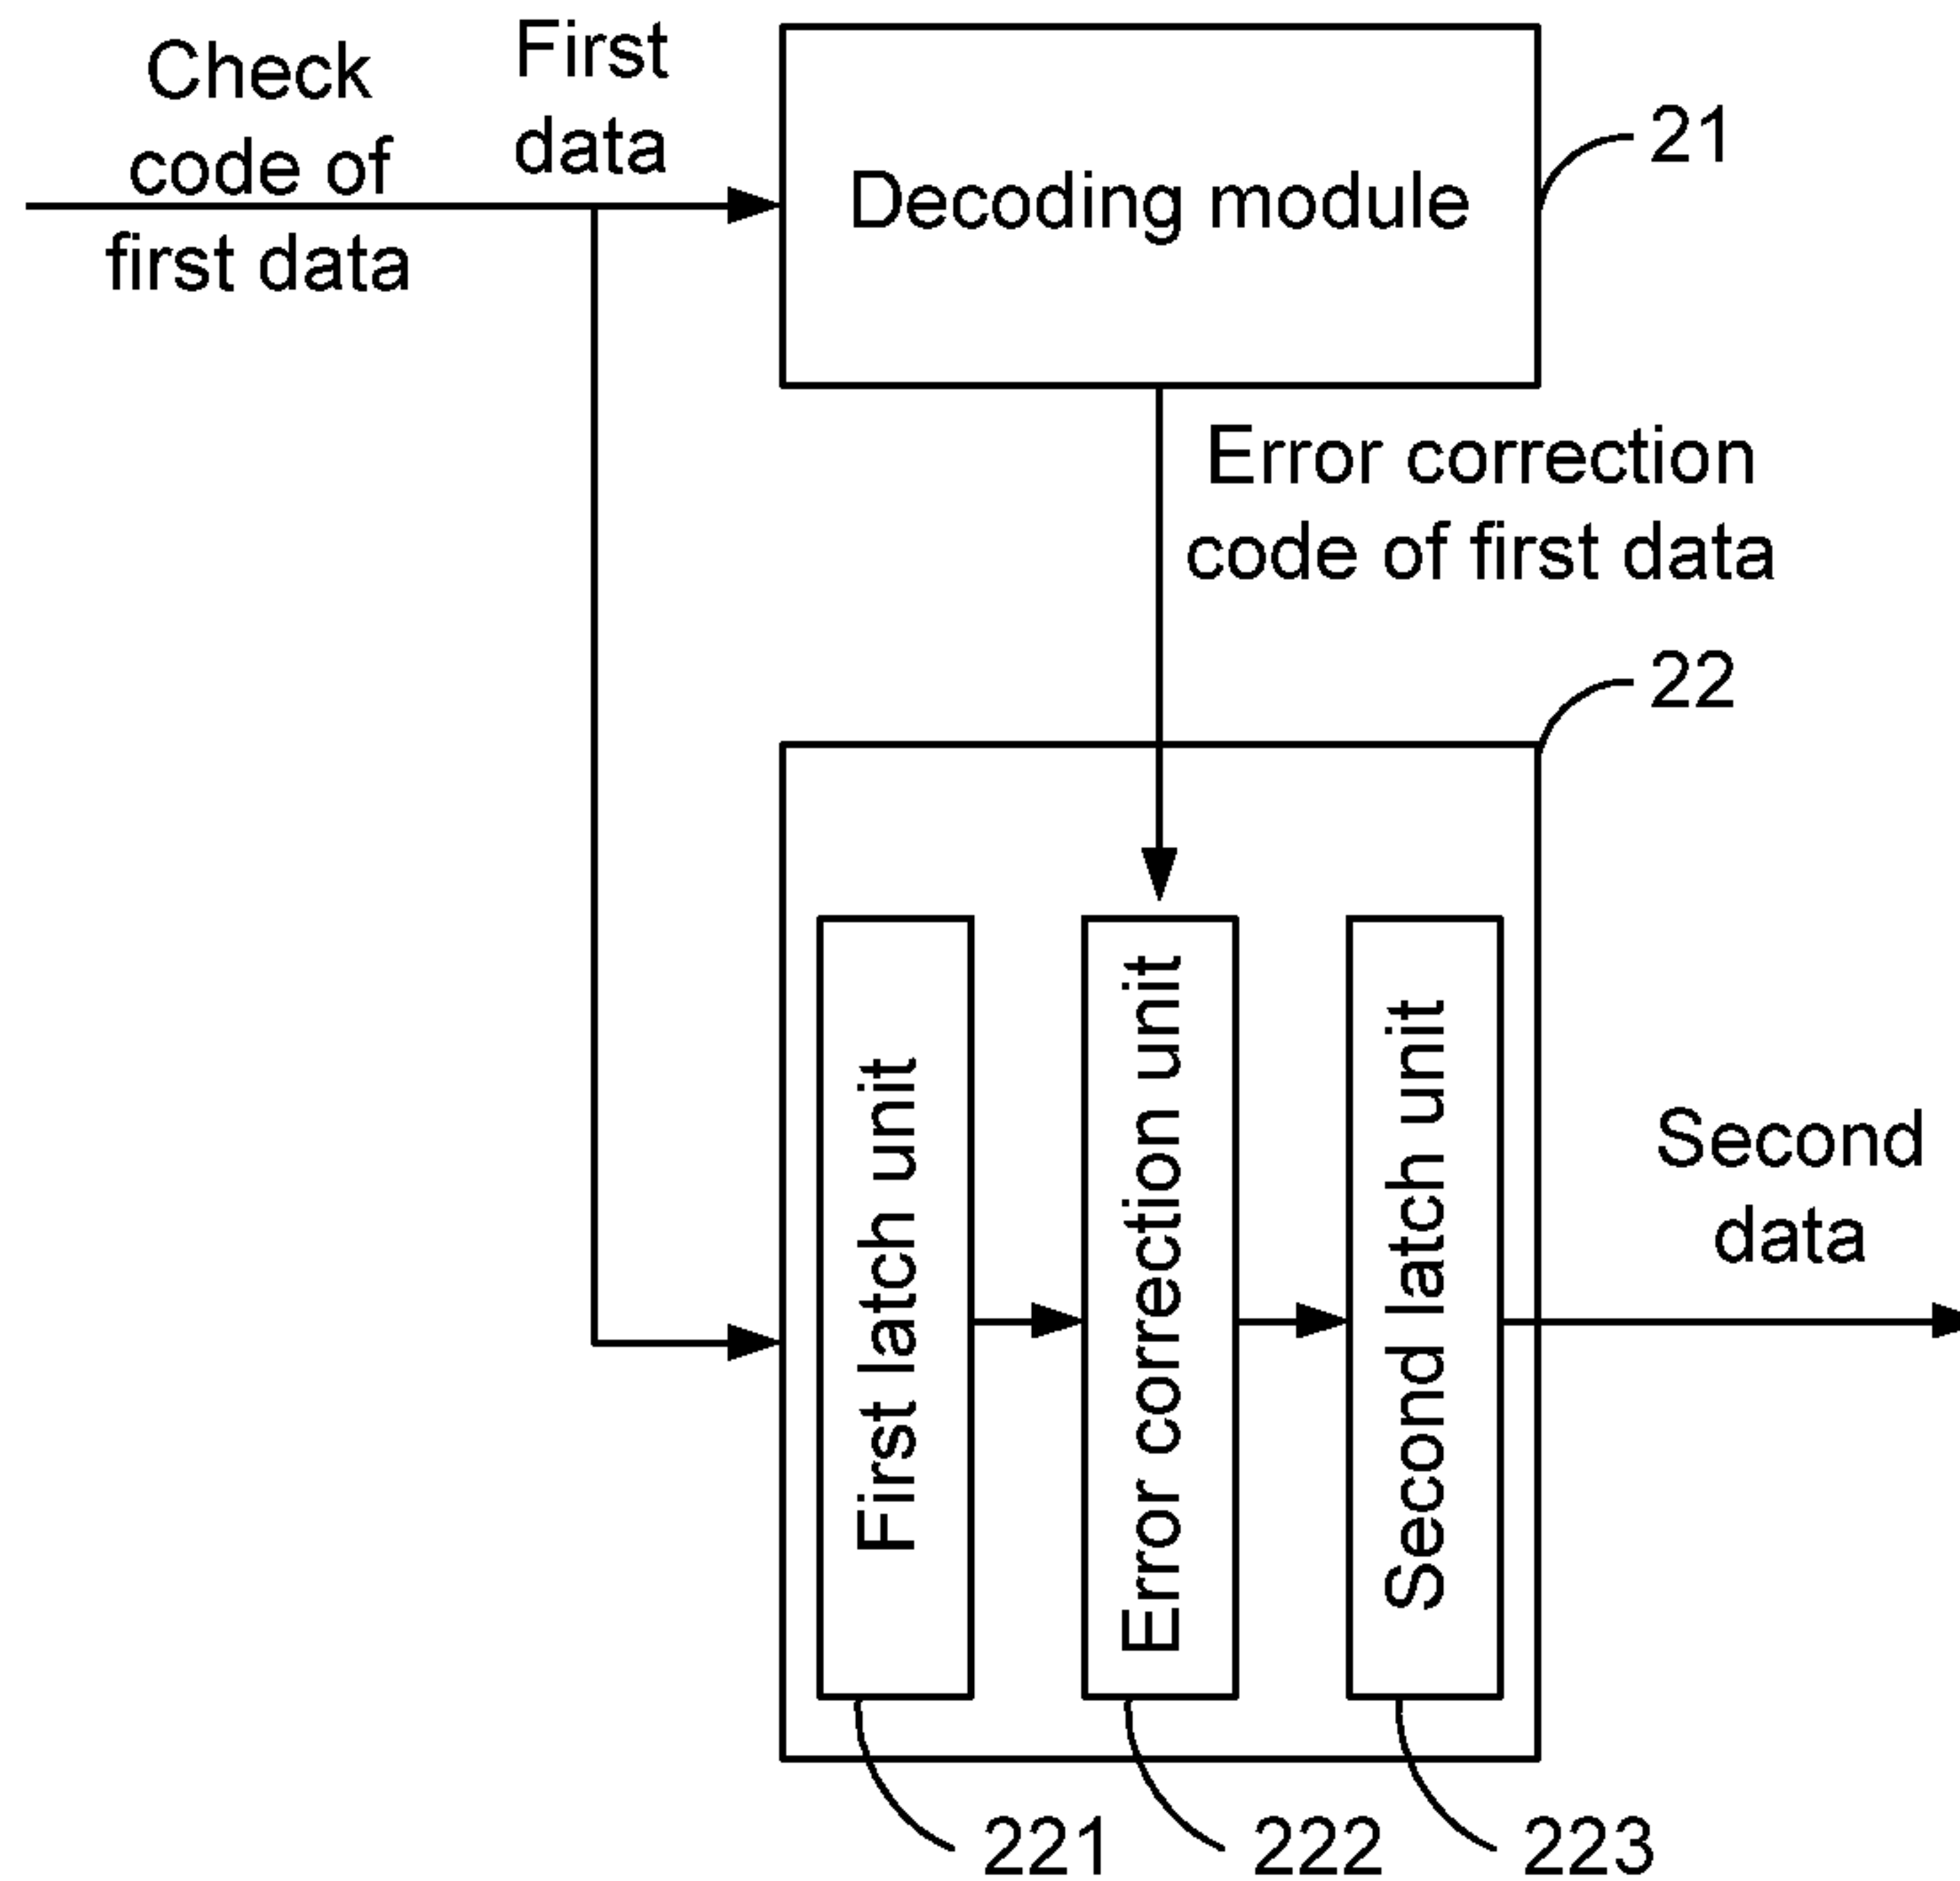 Check
code of
first data
First
data
Decoding module
21
Error correction
code of first data
22
First latch unit
Error correction unit
Second latch unit
Second
data
221
222
223